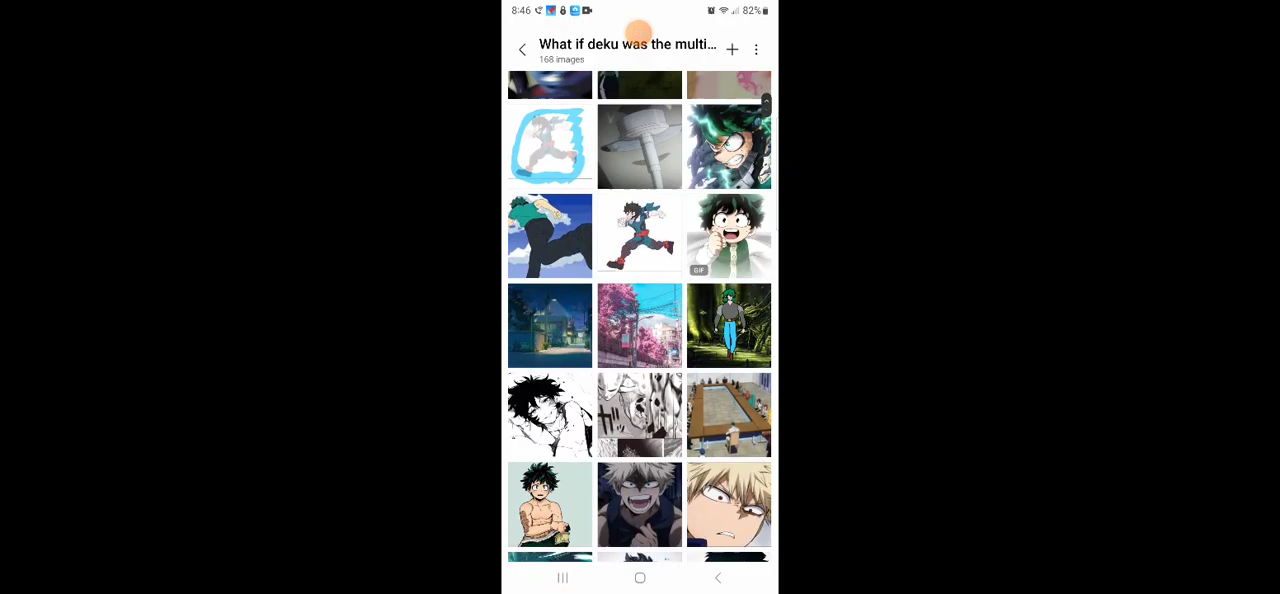 8:46
82%
What if deku was the multi...
168 images
GIF